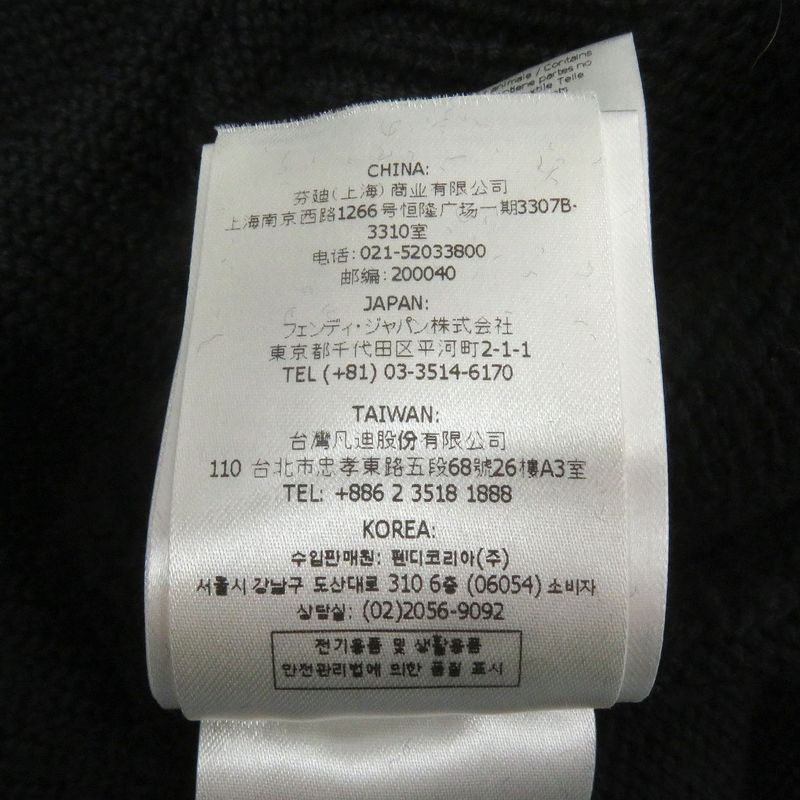 animale / Contains
partes no
textile Teile
CHINA:
芬迪(上海)商业有限公司
上海南京西路1266号恒隆广场一期3307B-
3310室
电话:021-52033800
邮编:200040
JAPAN:
フェンディ・ジャパン株式会社
東京都千代田区平河町2-1-1
TEL (+81) 03-3514-6170
TAIWAN:
台灣凡迪股份有限公司
110 台北市忠孝東路五段68號26樓A3室
TEL: +886 2 3518 1888
KOREA:
수입판매원: 펜디코리아(주)
서울시 강남구 도산대로 310 6층 (06054) 소비자
상담실: (02)2056-9092
전기용품 및 생활용품
안전관리법에 의한 품질 표시